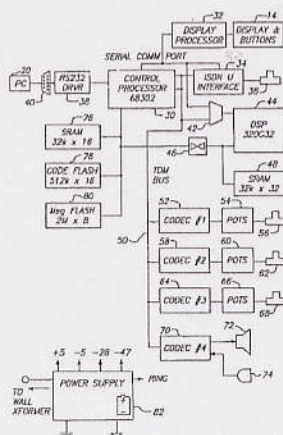 32
14
DISPLAY PROCESSOR
DISPLAY & BUTTONS
SERIAL COMM PORT
34
20
PC
RS232 DRVR
40
38
CONTROL PROCESSOR 68302
30
ISDN U INTERFACE
36
44
42
DSP 320C32
76
SRAM 32k x 16
46
78
CODE FLASH 512k x 16
TDM BUS
48
SRAM 32k x 32
80
Msg FLASH 2M x 8
50
52
CODEC #1
54
POTS
56
58
CODEC #2
60
POTS
62
64
CODEC #3
66
POTS
68
70
CODEC #4
72
74
+5 -5 -28 -47
POWER SUPPLY
RING
TO WALL XFORMER
82